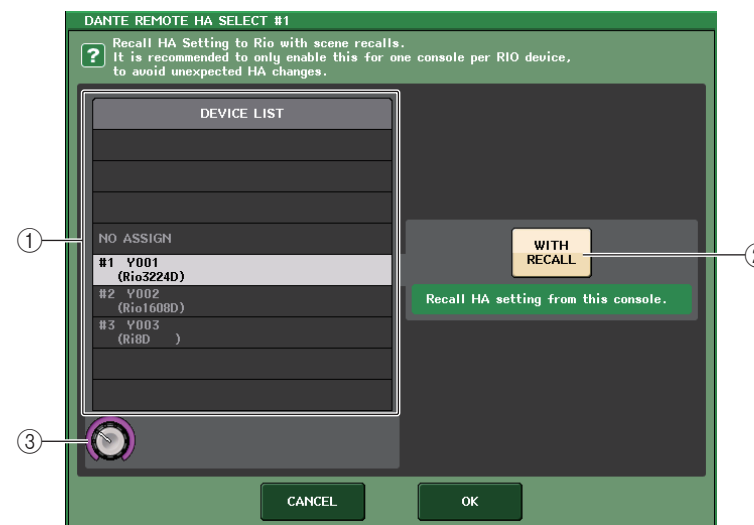 DANTE REMOTE HA SELECT #1
? Recall HA Setting to Rio with scene recalls.
It is recommended to only enable this for one console per RIO device,
to avoid unexpected HA changes.
DEVICE LIST
NO ASSIGN
#1 Y001
(Rio3224D)
#2 Y002
(Rio1608D)
#3 Y003
(Ri8D )
1
WITH
RECALL
Recall HA setting from this console.
3
CANCEL
OK